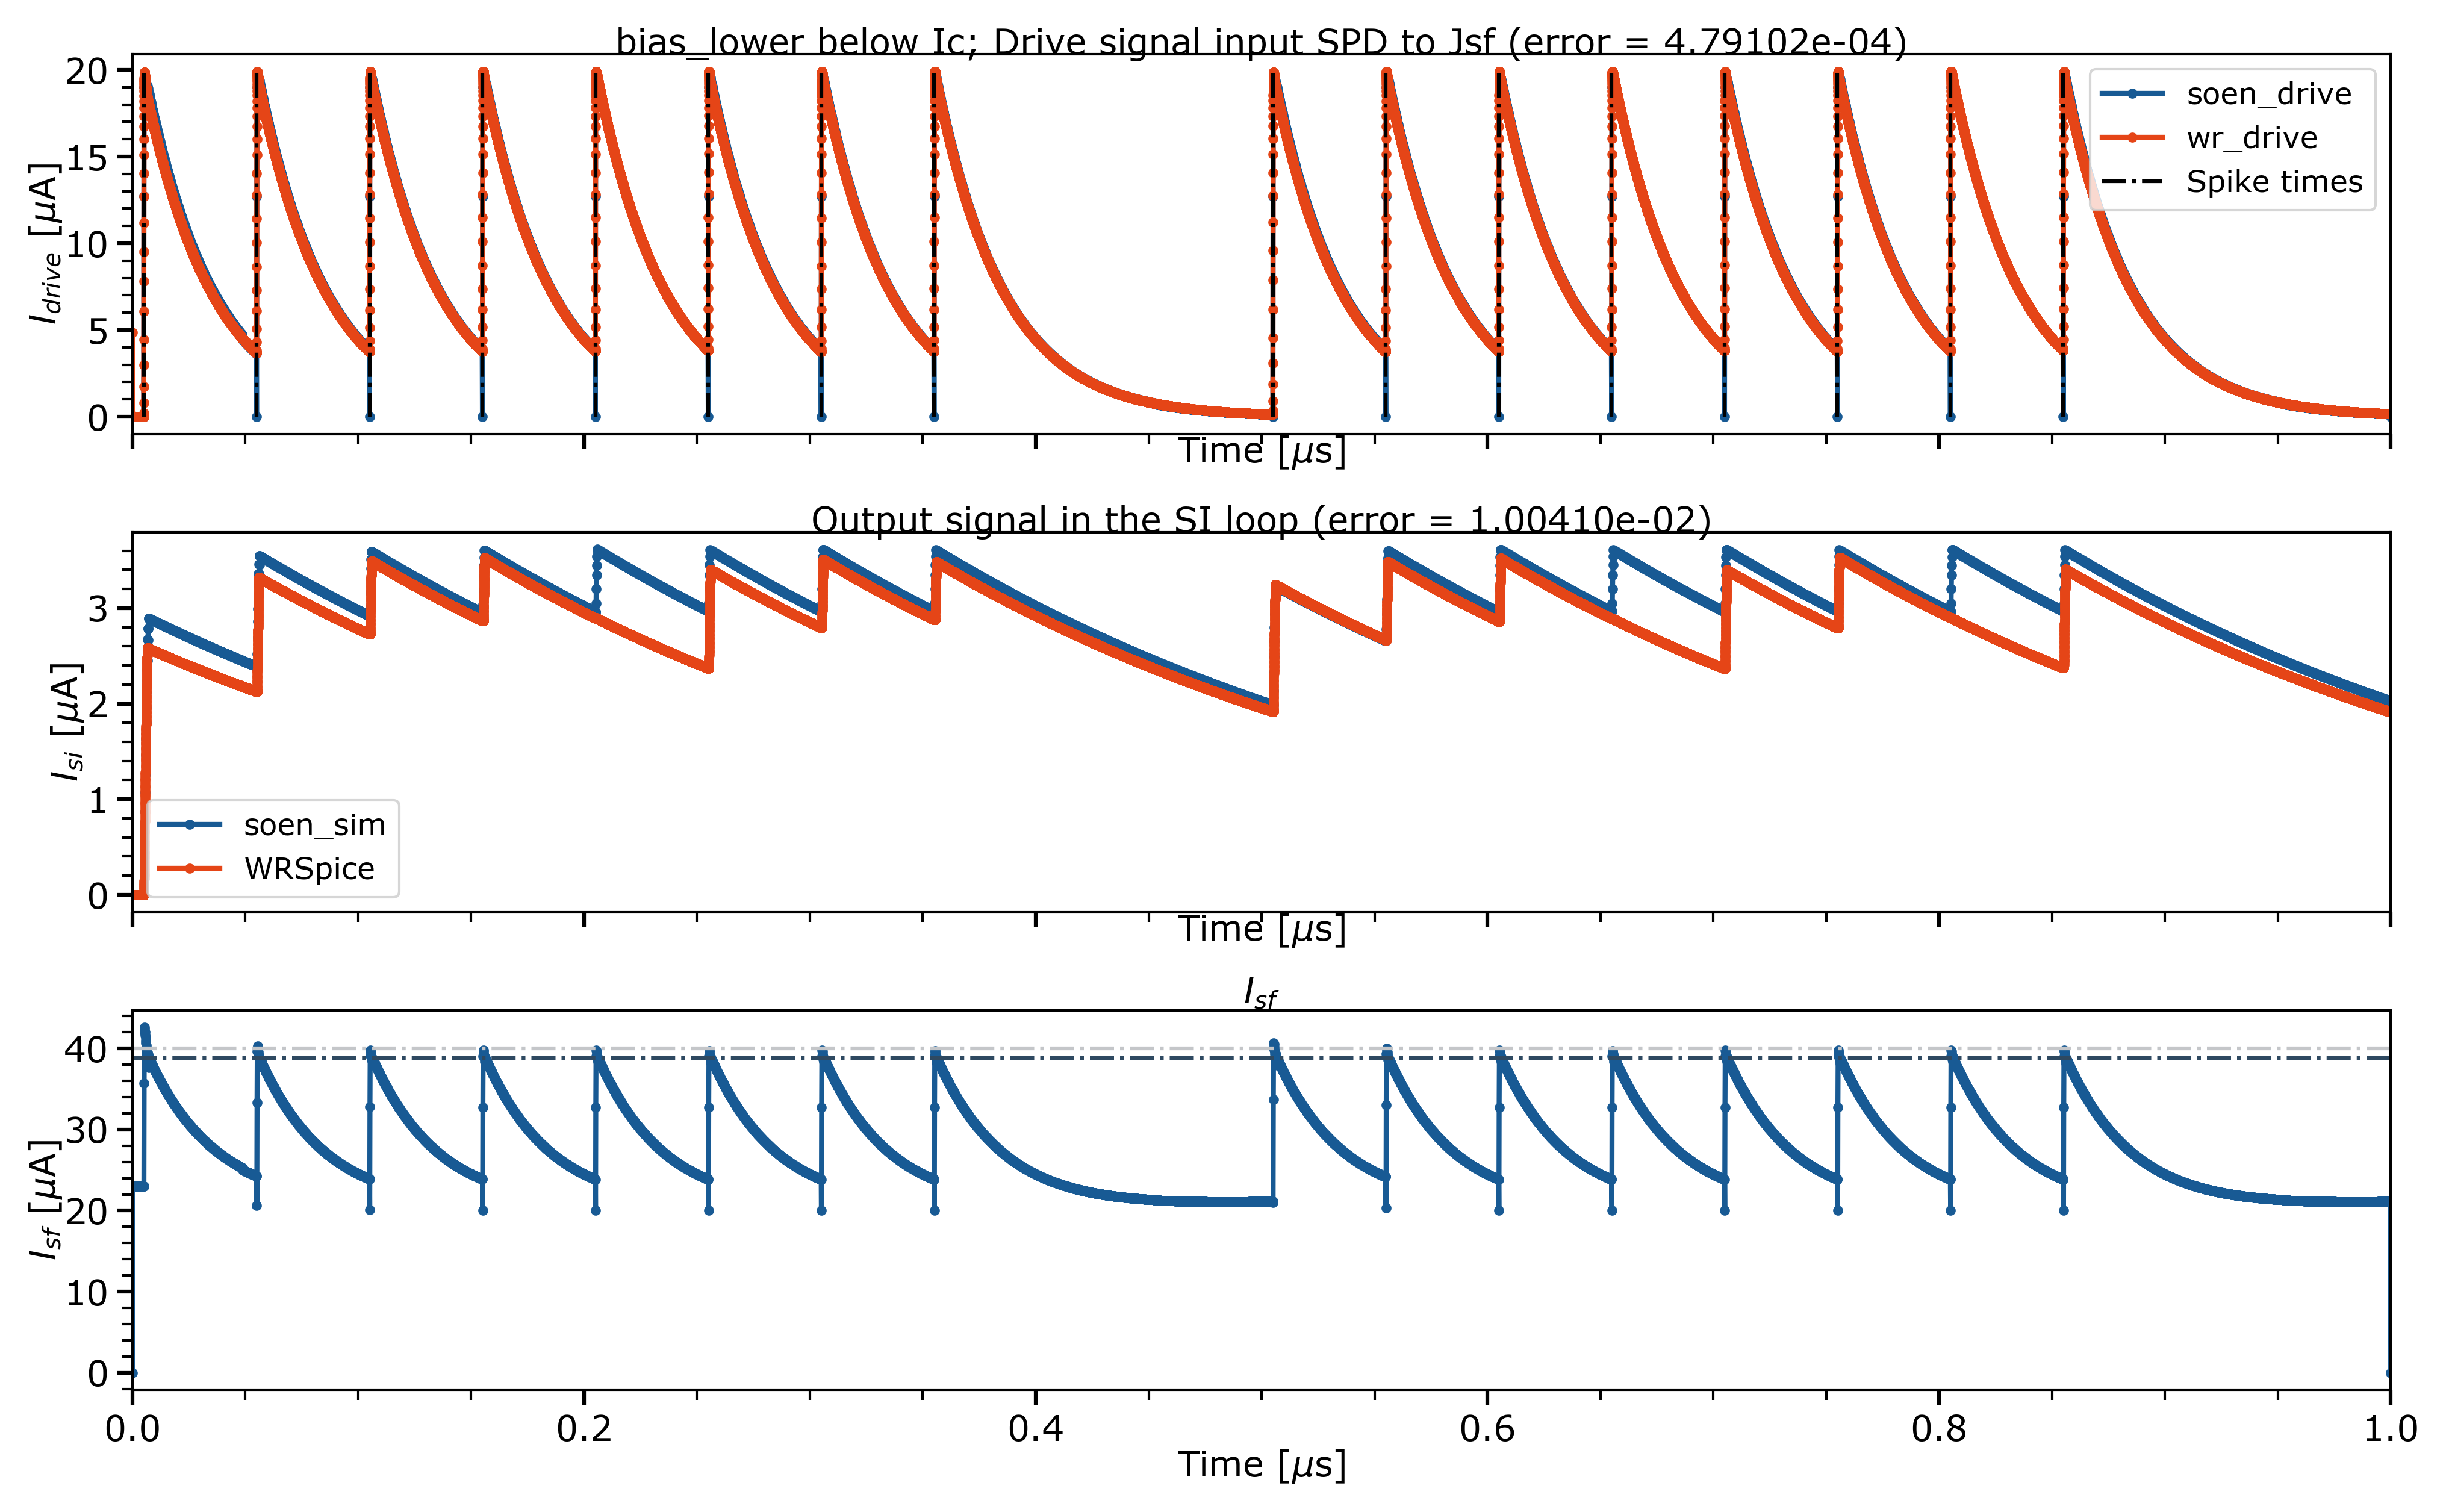 bias_lower below Ic; Drive signal input SPD to Jsf (error = 4.79102e-04)
20
15
10
5
0
I_drive [μA]
soen_drive
wr_drive
Spike times
Time [μs]
Output signal in the SI loop (error = 1.00410e-02)
3
2
1
0
I_si [μA]
soen_sim
WRSpice
Time [μs]
I_sf
40
30
20
10
0
I_sf [μA]
0.0 0.2 0.4 0.6 0.8 1.0
Time [μs]